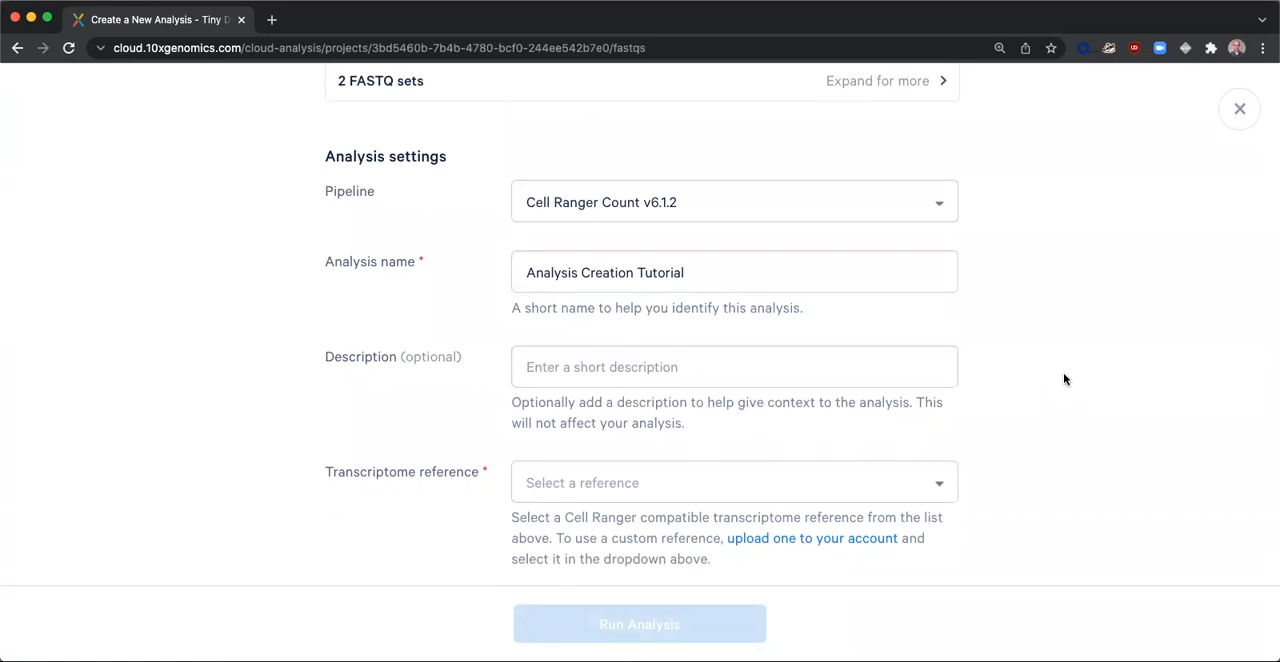 Create a New Analysis - Tiny D
cloud.10xgenomics.com/cloud-analysis/projects/3bd5460b-7b4b-4780-bcf0-244ee542b7e0/fastqs
2 FASTQ sets
Expand for more
Analysis settings
Pipeline
Cell Ranger Count v6.1.2
Analysis name *
Analysis Creation Tutorial
A short name to help you identify this analysis.
Description (optional)
Enter a short description
Optionally add a description to help give context to the analysis. This
will not affect your analysis.
Transcriptome reference *
Select a reference
Select a Cell Ranger compatible transcriptome reference from the list
above. To use a custom reference, upload one to your account and
select it in the dropdown above.
Run Analysis